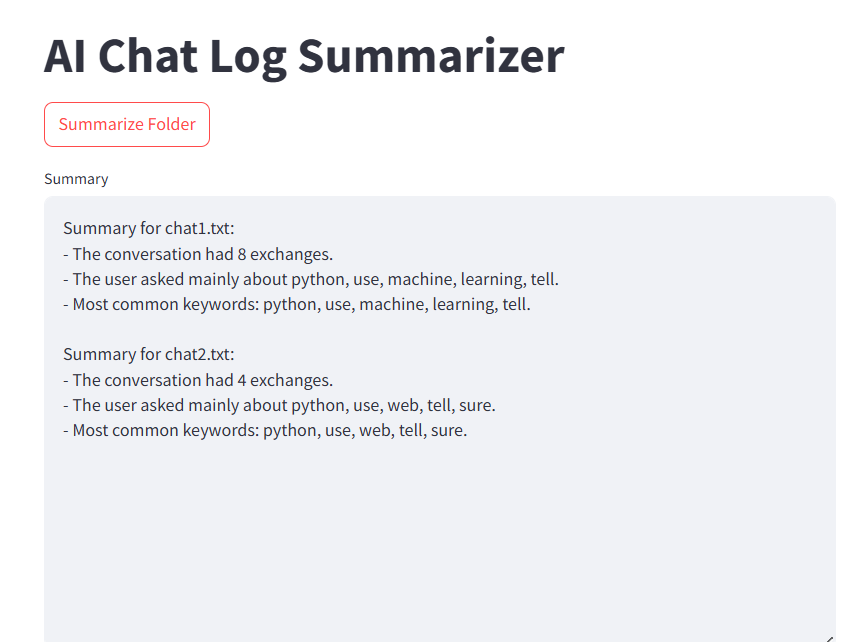 AI Chat Log Summarizer
Summarize Folder
Summary
Summary for chat1.txt:
- The conversation had 8 exchanges.
- The user asked mainly about python, use, machine, learning, tell.
- Most common keywords: python, use, machine, learning, tell.
Summary for chat2.txt:
- The conversation had 4 exchanges.
- The user asked mainly about python, use, web, tell, sure.
- Most common keywords: python, use, web, tell, sure.